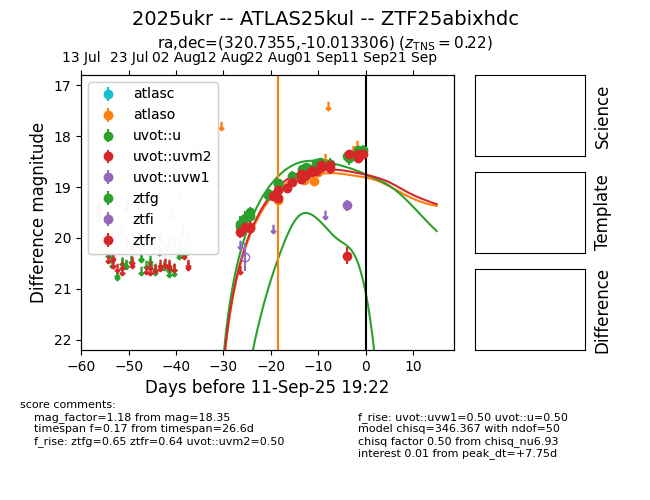 2025ukr -- ATLAS25kul -- ZTF25abixhdc
ra,dec=(320.7355,-10.013306) (zTNS = 0.22)
13 Jul 23 Jul 02 Aug 12 Aug 22 Aug 01 Sep 11 Sep 21 Sep
17
18
19
20
21
22
Difference magnitude
atlasc
atlaso
uvot::u
uvot::uvm2
uvot::uvw1
ztfg
ztfi
ztfr
−60 −50 −40 −30 −20 −10 0 10
Days before 11-Sep-25 19:22
Science
Template
Difference
score comments:
mag_factor=1.18 from mag=18.35
timespan f=0.17 from timespan=26.6d
f_rise: ztfg=0.65 ztfr=0.64 uvot::uvm2=0.50
f_rise: uvot::uvw1=0.50 uvot::u=0.50
model chisq=346.367 with ndof=50
chisq factor 0.50 from chisq_nu6.93
interest 0.01 from peak_dt=+7.75d